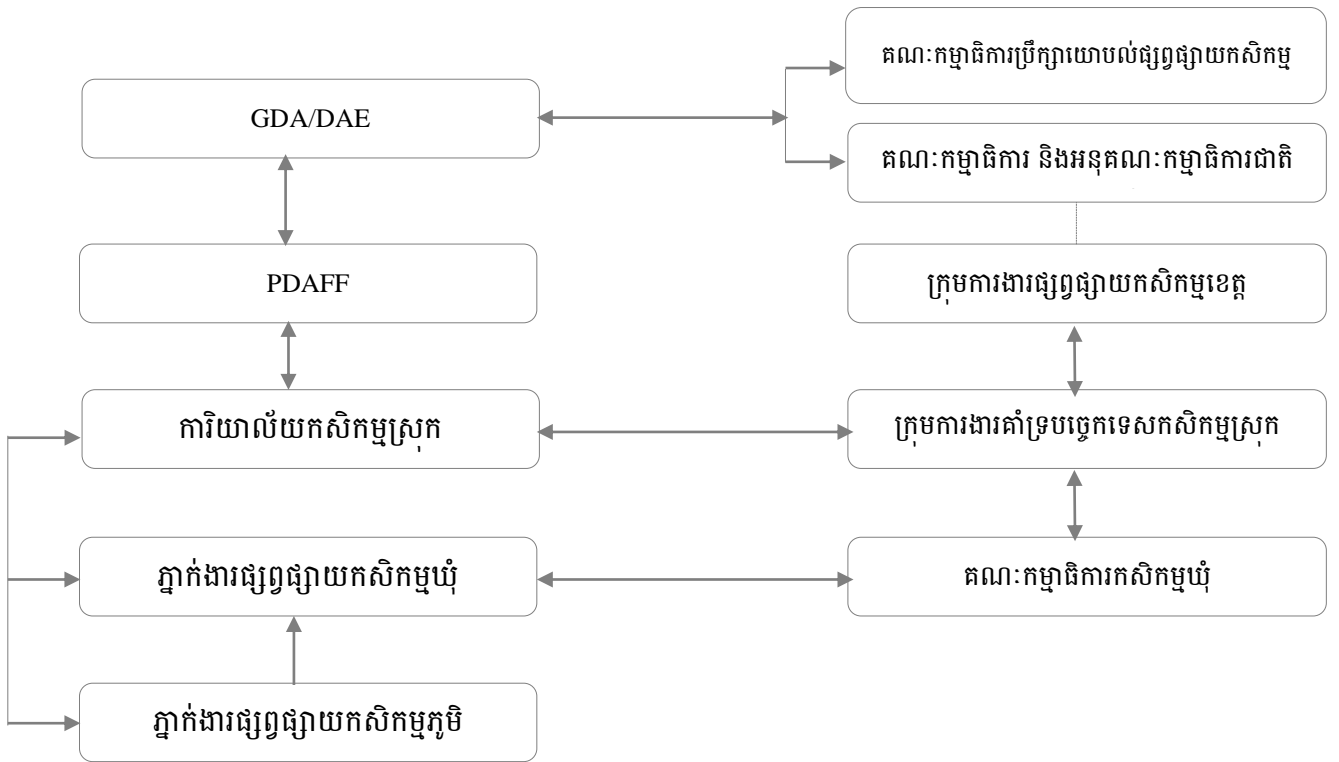 គណៈកម្មាធិការប្រឹក្សាយោបល់ផ្សព្វផ្សាយកសិកម្ម
GDA/DAE
គណៈកម្មាធិការ និងអនុគណៈកម្មាធិការជាតិ
PDAFF
ក្រុមការងារផ្សព្វផ្សាយកសិកម្មខេត្ត
ការិយាល័យកសិកម្មស្រុក
ក្រុមការងារគាំទ្របច្ចេកទេសកសិកម្មស្រុក
ភ្នាក់ងារផ្សព្វផ្សាយកសិកម្មឃុំ
គណៈកម្មាធិការកសិកម្មឃុំ
ភ្នាក់ងារផ្សព្វផ្សាយកសិកម្មភូមិ